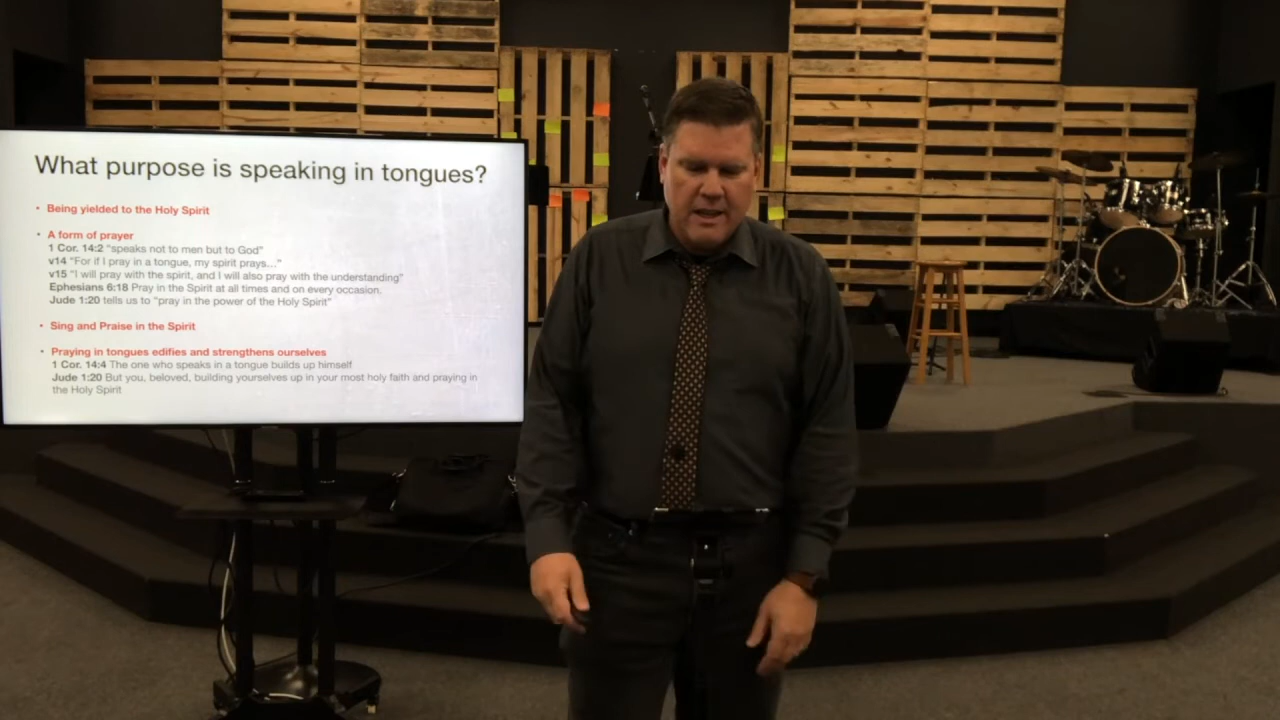 What purpose is speaking in tongues?
• Being yielded to the Holy Spirit
• A form of prayer
1 Cor. 14:2 “speaks not to men but to God”
v14 “For if I pray in a tongue, my spirit prays…”
v15 “I will pray with the spirit, and I will also pray with the understanding”
Ephesians 6:18 Pray in the Spirit at all times and on every occasion.
Jude 1:20 tells us to “pray in the power of the Holy Spirit”
• Sing and Praise in the Spirit
• Praying in tongues edifies and strengthens ourselves
1 Cor. 14:4 The one who speaks in a tongue builds up himself
Jude 1:20 But you, beloved, building yourselves up in your most holy faith and praying in
the Holy Spirit